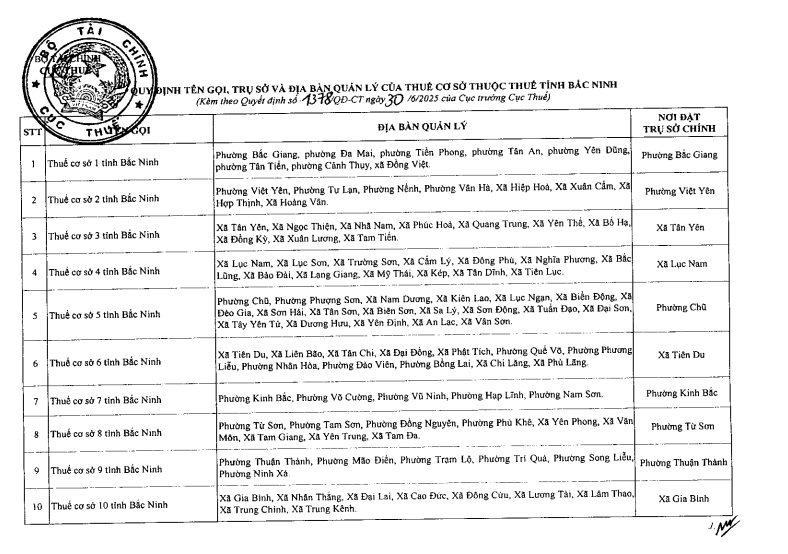 BỘ TÀI CHÍNH
CỤC THUẾ
BỘ TÀI CHÍNH
CỤC THUẾ
QUY ĐỊNH TÊN GỌI, TRỤ SỞ VÀ ĐỊA BÀN QUẢN LÝ CỦA THUẾ CƠ SỞ THUỘC THUẾ TỈNH BẮC NINH
(Kèm theo Quyết định số 1378/QĐ-CT ngày 30/6/2025 của Cục trưởng Cục Thuế)
STT TÊN GỌI ĐỊA BÀN QUẢN LÝ NƠI ĐẶT
TRỤ SỞ CHÍNH
1 Thuế cơ sở 1 tỉnh Bắc Ninh Phường Bắc Giang, phường Đa Mai, phường Tiền Phong, phường Tân An, phường Yên Dũng, Phường Bắc Giang
phường Tân Tiến, phường Cảnh Thụy, xã Đồng Việt.
2 Thuế cơ sở 2 tỉnh Bắc Ninh Phường Việt Yên, Phường Tự Lạn, Phường Nếnh, Phường Vân Hà, Xã Hiệp Hoà, Xã Xuân Cẩm, Xã Phường Việt Yên
Hợp Thịnh, Xã Hoàng Vân.
3 Thuế cơ sở 3 tỉnh Bắc Ninh Xã Tân Yên, Xã Ngọc Thiện, Xã Nhã Nam, Xã Phúc Hoà, Xã Quang Trung, Xã Yên Thế, Xã Bố Hạ, Xã Tân Yên
Xã Đồng Kỳ, Xã Xuân Lương, Xã Tam Tiến.
4 Thuế cơ sở 4 tỉnh Bắc Ninh Xã Lục Nam, Xã Lục Sơn, Xã Trường Sơn, Xã Cẩm Lý, Xã Đông Phú, Xã Nghĩa Phương, Xã Bắc Xã Lục Nam
Lũng, Xã Bảo Đài, Xã Lạng Giang, Xã Mỹ Thái, Xã Kép, Xã Tân Dĩnh, Xã Tiên Lục.
5 Thuế cơ sở 5 tỉnh Bắc Ninh Phường Chũ, Phường Phượng Sơn, Xã Nam Dương, Xã Kiên Lao, Xã Lục Ngạn, Xã Biển Động, Xã Phường Chũ
Đèo Gia, Xã Sơn Hải, Xã Tân Sơn, Xã Biên Sơn, Xã Sa Lý, Xã Sơn Động, Xã Tuấn Đạo, Xã Đại Sơn,
Xã Tây Yên Tử, Xã Dương Hưu, Xã Yên Định, Xã An Lạc, Xã Vân Sơn.
6 Thuế cơ sở 6 tỉnh Bắc Ninh Xã Tiên Du, Xã Liên Bão, Xã Tân Chi, Xã Đại Đồng, Xã Phật Tích, Phường Quế Võ, Phường Phương Xã Tiên Du
Liễu, Phường Nhân Hòa, Phường Đào Viên, Phường Bồng Lai, Xã Chi Lăng, Xã Phù Lãng.
7 Thuế cơ sở 7 tỉnh Bắc Ninh Phường Kinh Bắc, Phường Võ Cường, Phường Vũ Ninh, Phường Hạp Lĩnh, Phường Nam Sơn. Phường Kinh Bắc
8 Thuế cơ sở 8 tỉnh Bắc Ninh Phường Từ Sơn, Phường Tam Sơn, Phường Đồng Nguyên, Phường Phù Khê, Xã Yên Phong, Xã Văn Phường Từ Sơn
Môn, Xã Tam Giang, Xã Yên Trung, Xã Tam Đa.
9 Thuế cơ sở 9 tỉnh Bắc Ninh Phường Thuận Thành, Phường Mão Điền, Phường Trạm Lộ, Phường Trí Quả, Phường Song Liễu, Phường Thuận Thành
Phường Ninh Xá
10 Thuế cơ sở 10 tỉnh Bắc Ninh Xã Gia Bình, Xã Nhân Thắng, Xã Đại Lai, Xã Cao Đức, Xã Đông Cứu, Xã Lương Tài, Xã Lâm Thao, Xã Gia Bình
Xã Trung Chính, Xã Trung Kênh.